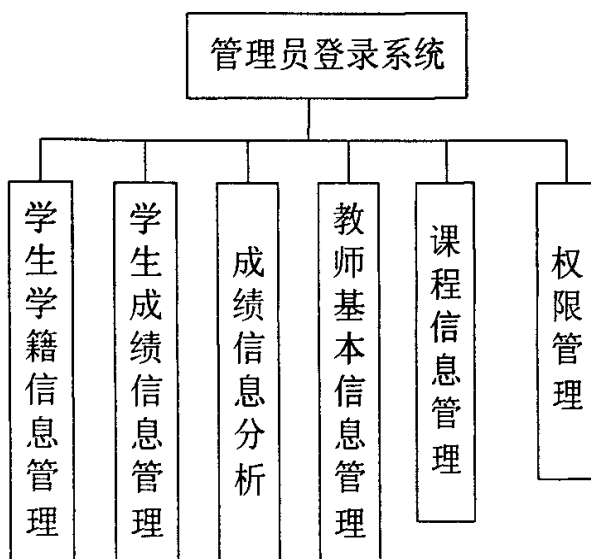 管理员登录系统
学生学籍信息管理
学生成绩信息管理
成绩信息分析
教师基本信息管理
课程信息管理
权限管理